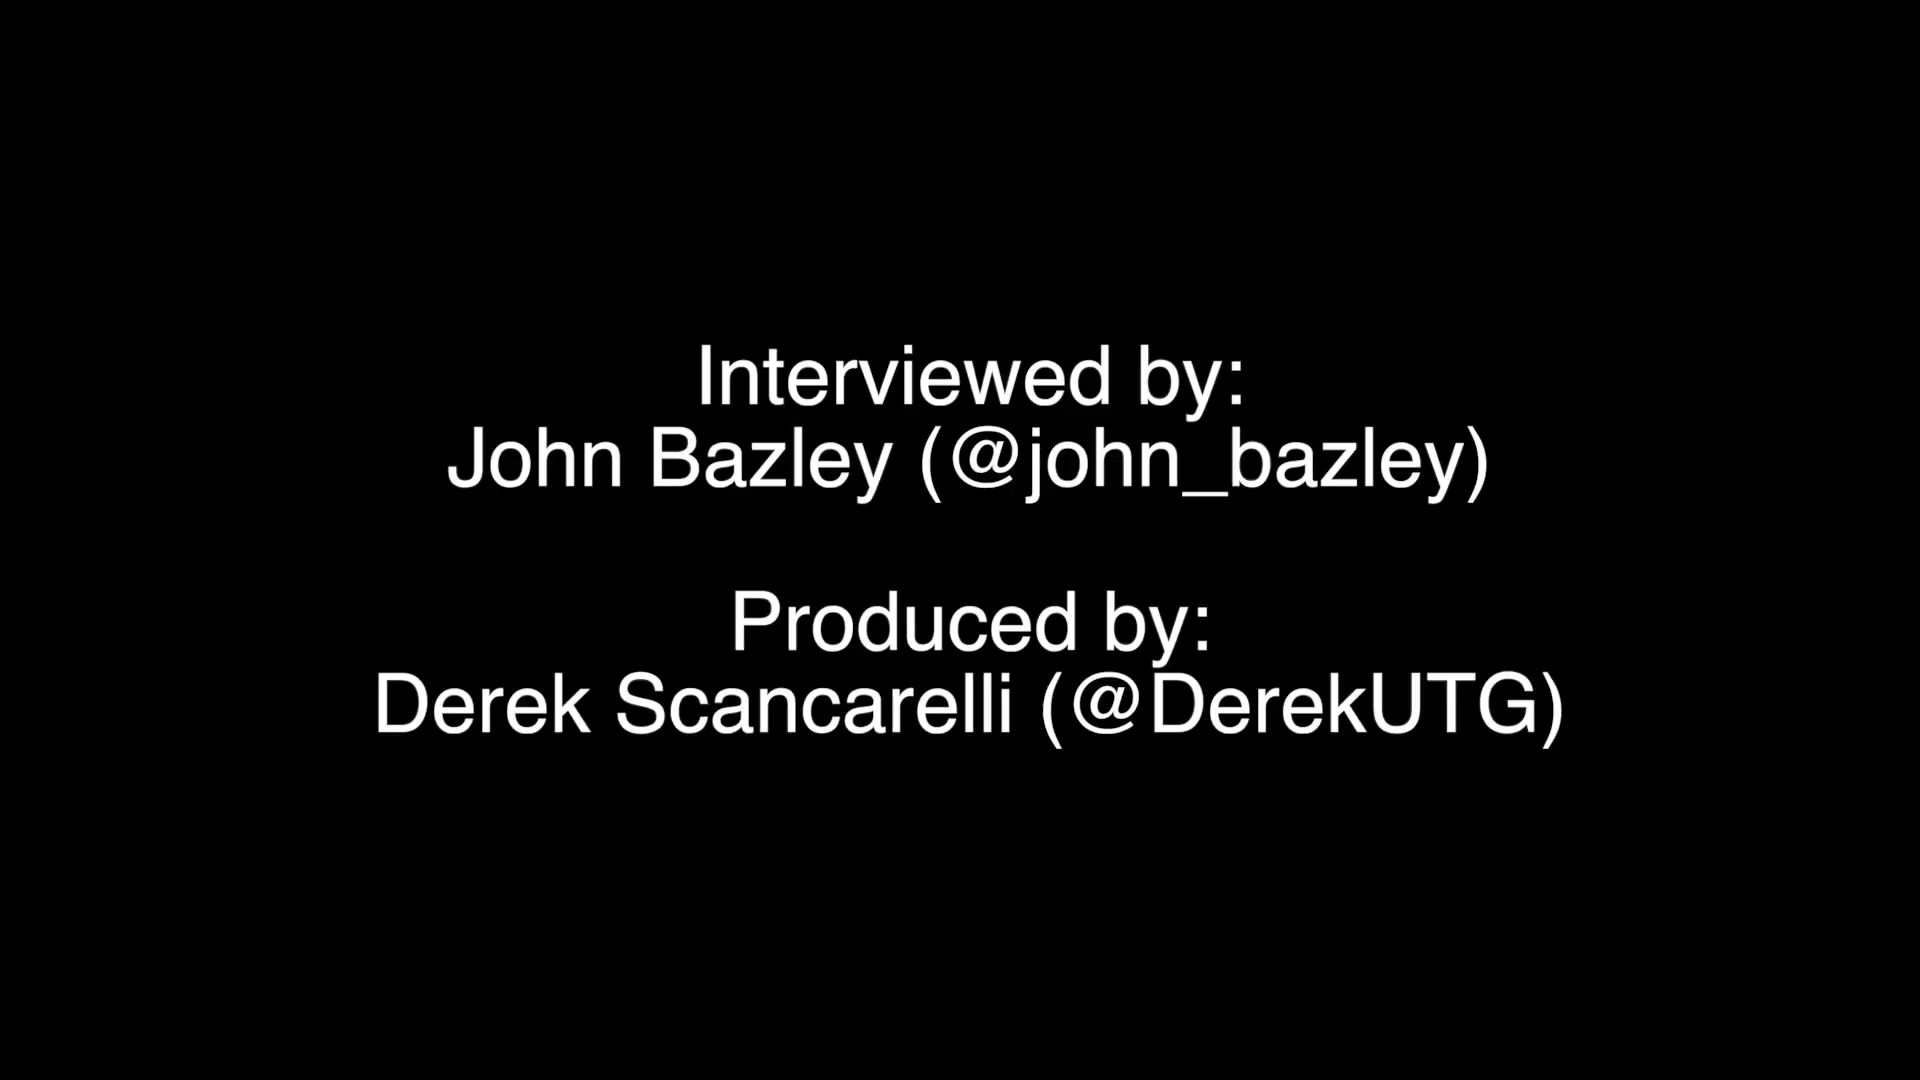 Interviewed by:
John Bazley (@john_bazley)
Produced by:
Derek Scancarelli (@DerekUTG)